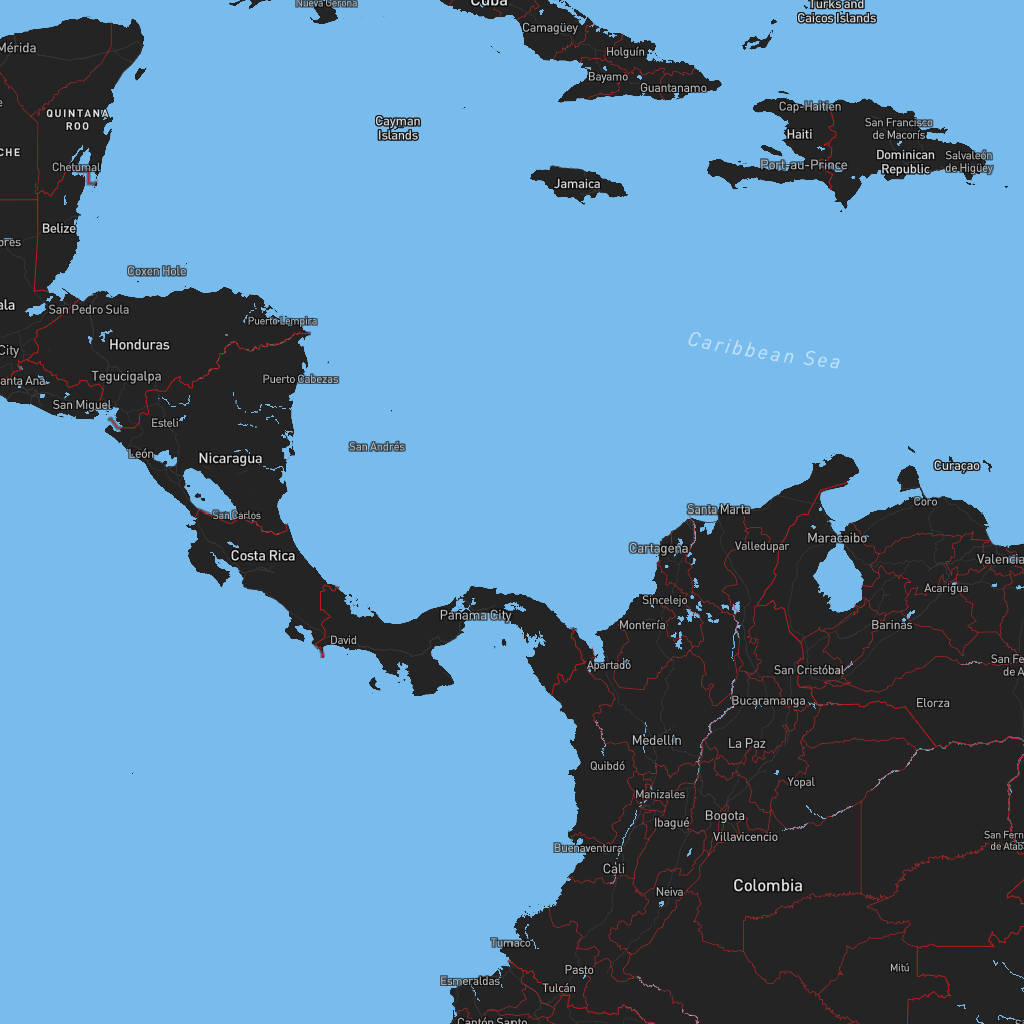 Nueva Gerona
Cuba
Turks and
Caicos Islands
Camagüey
Mérida
Holguín
Bayamo
Guantanamo
Cap-Haïtien
QUINTANA
ROO
Cayman
Islands
Haiti
San Francisco
de Macorís
CHE
Dominican
Republic
Salvaleón
de Higüey
Chetumal
Port-au-Prince
Jamaica
Belize
ores
Coxen Hole
ala
San Pedro Sula
Puerto Lempira
Honduras
City
Caribbean Sea
Tegucigalpa
anta Ana
Puerto Cabezas
San Miguel
Esteli
San Andrés
León
Nicaragua
Curaçao
Coro
San Carlos
Santa Marta
Maracaibo
Cartagena
Valledupar
Costa Rica
Valencia
Acarigua
Sincelejo
Panama City
Montería
Barinas
David
Apartadó
San Cristóbal
San Fe
de A
Bucaramanga
Elorza
Medellín
La Paz
Quibdó
Yopal
Manizales
Ibagué
Bogota
Villavicencio
San Fern
de Atab
Buenaventura
Cali
Colombia
Neiva
Tumaco
Pasto
Mitú
Esmeraldas
Tulcán
Cantón Santo